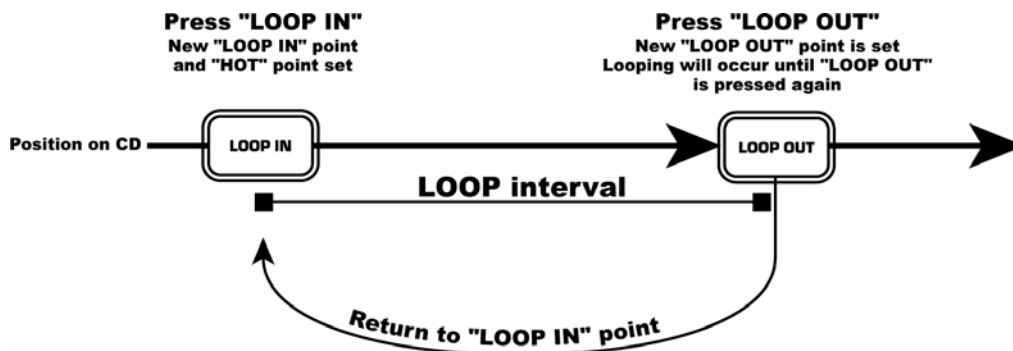 Press "LOOP IN"
New "LOOP IN" point
and "HOT" point set
Press "LOOP OUT"
New "LOOP OUT" point is set
Looping will occur until "LOOP OUT"
is pressed again
Position on CD
LOOP IN
LOOP OUT
LOOP interval
Return to "LOOP IN" point